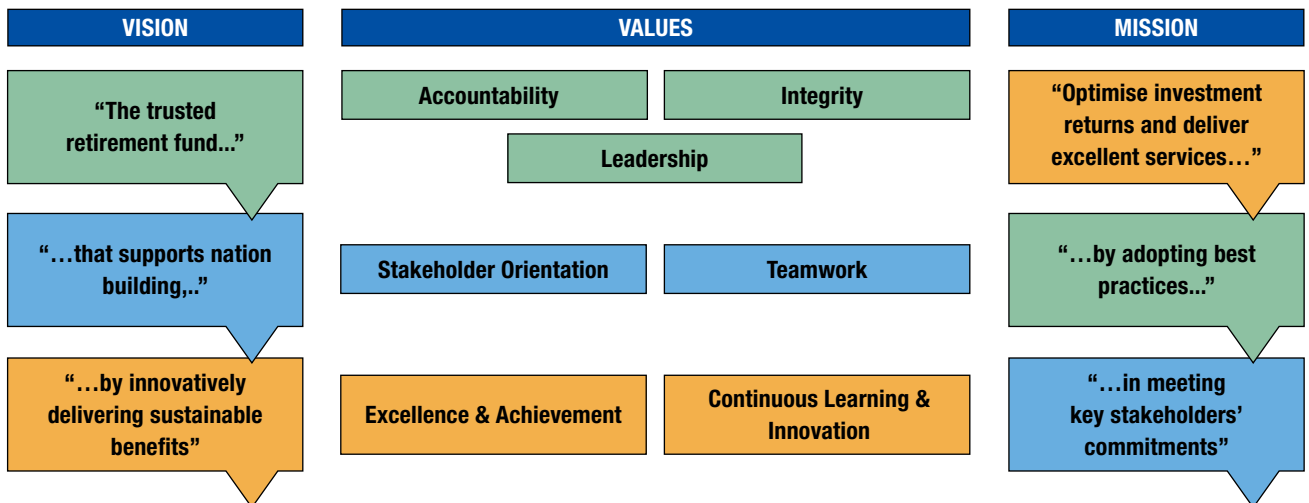 VISION
VALUES
MISSION
“The trusted
retirement fund...”
Accountability
Integrity
Leadership
“Optimise investment
returns and deliver
excellent services…”
“…that supports nation
building,..”
Stakeholder Orientation
Teamwork
“…by adopting best
practices...”
“…by innovatively
delivering sustainable
benefits”
Excellence & Achievement
Continuous Learning &
Innovation
“…in meeting
key stakeholders’
commitments”